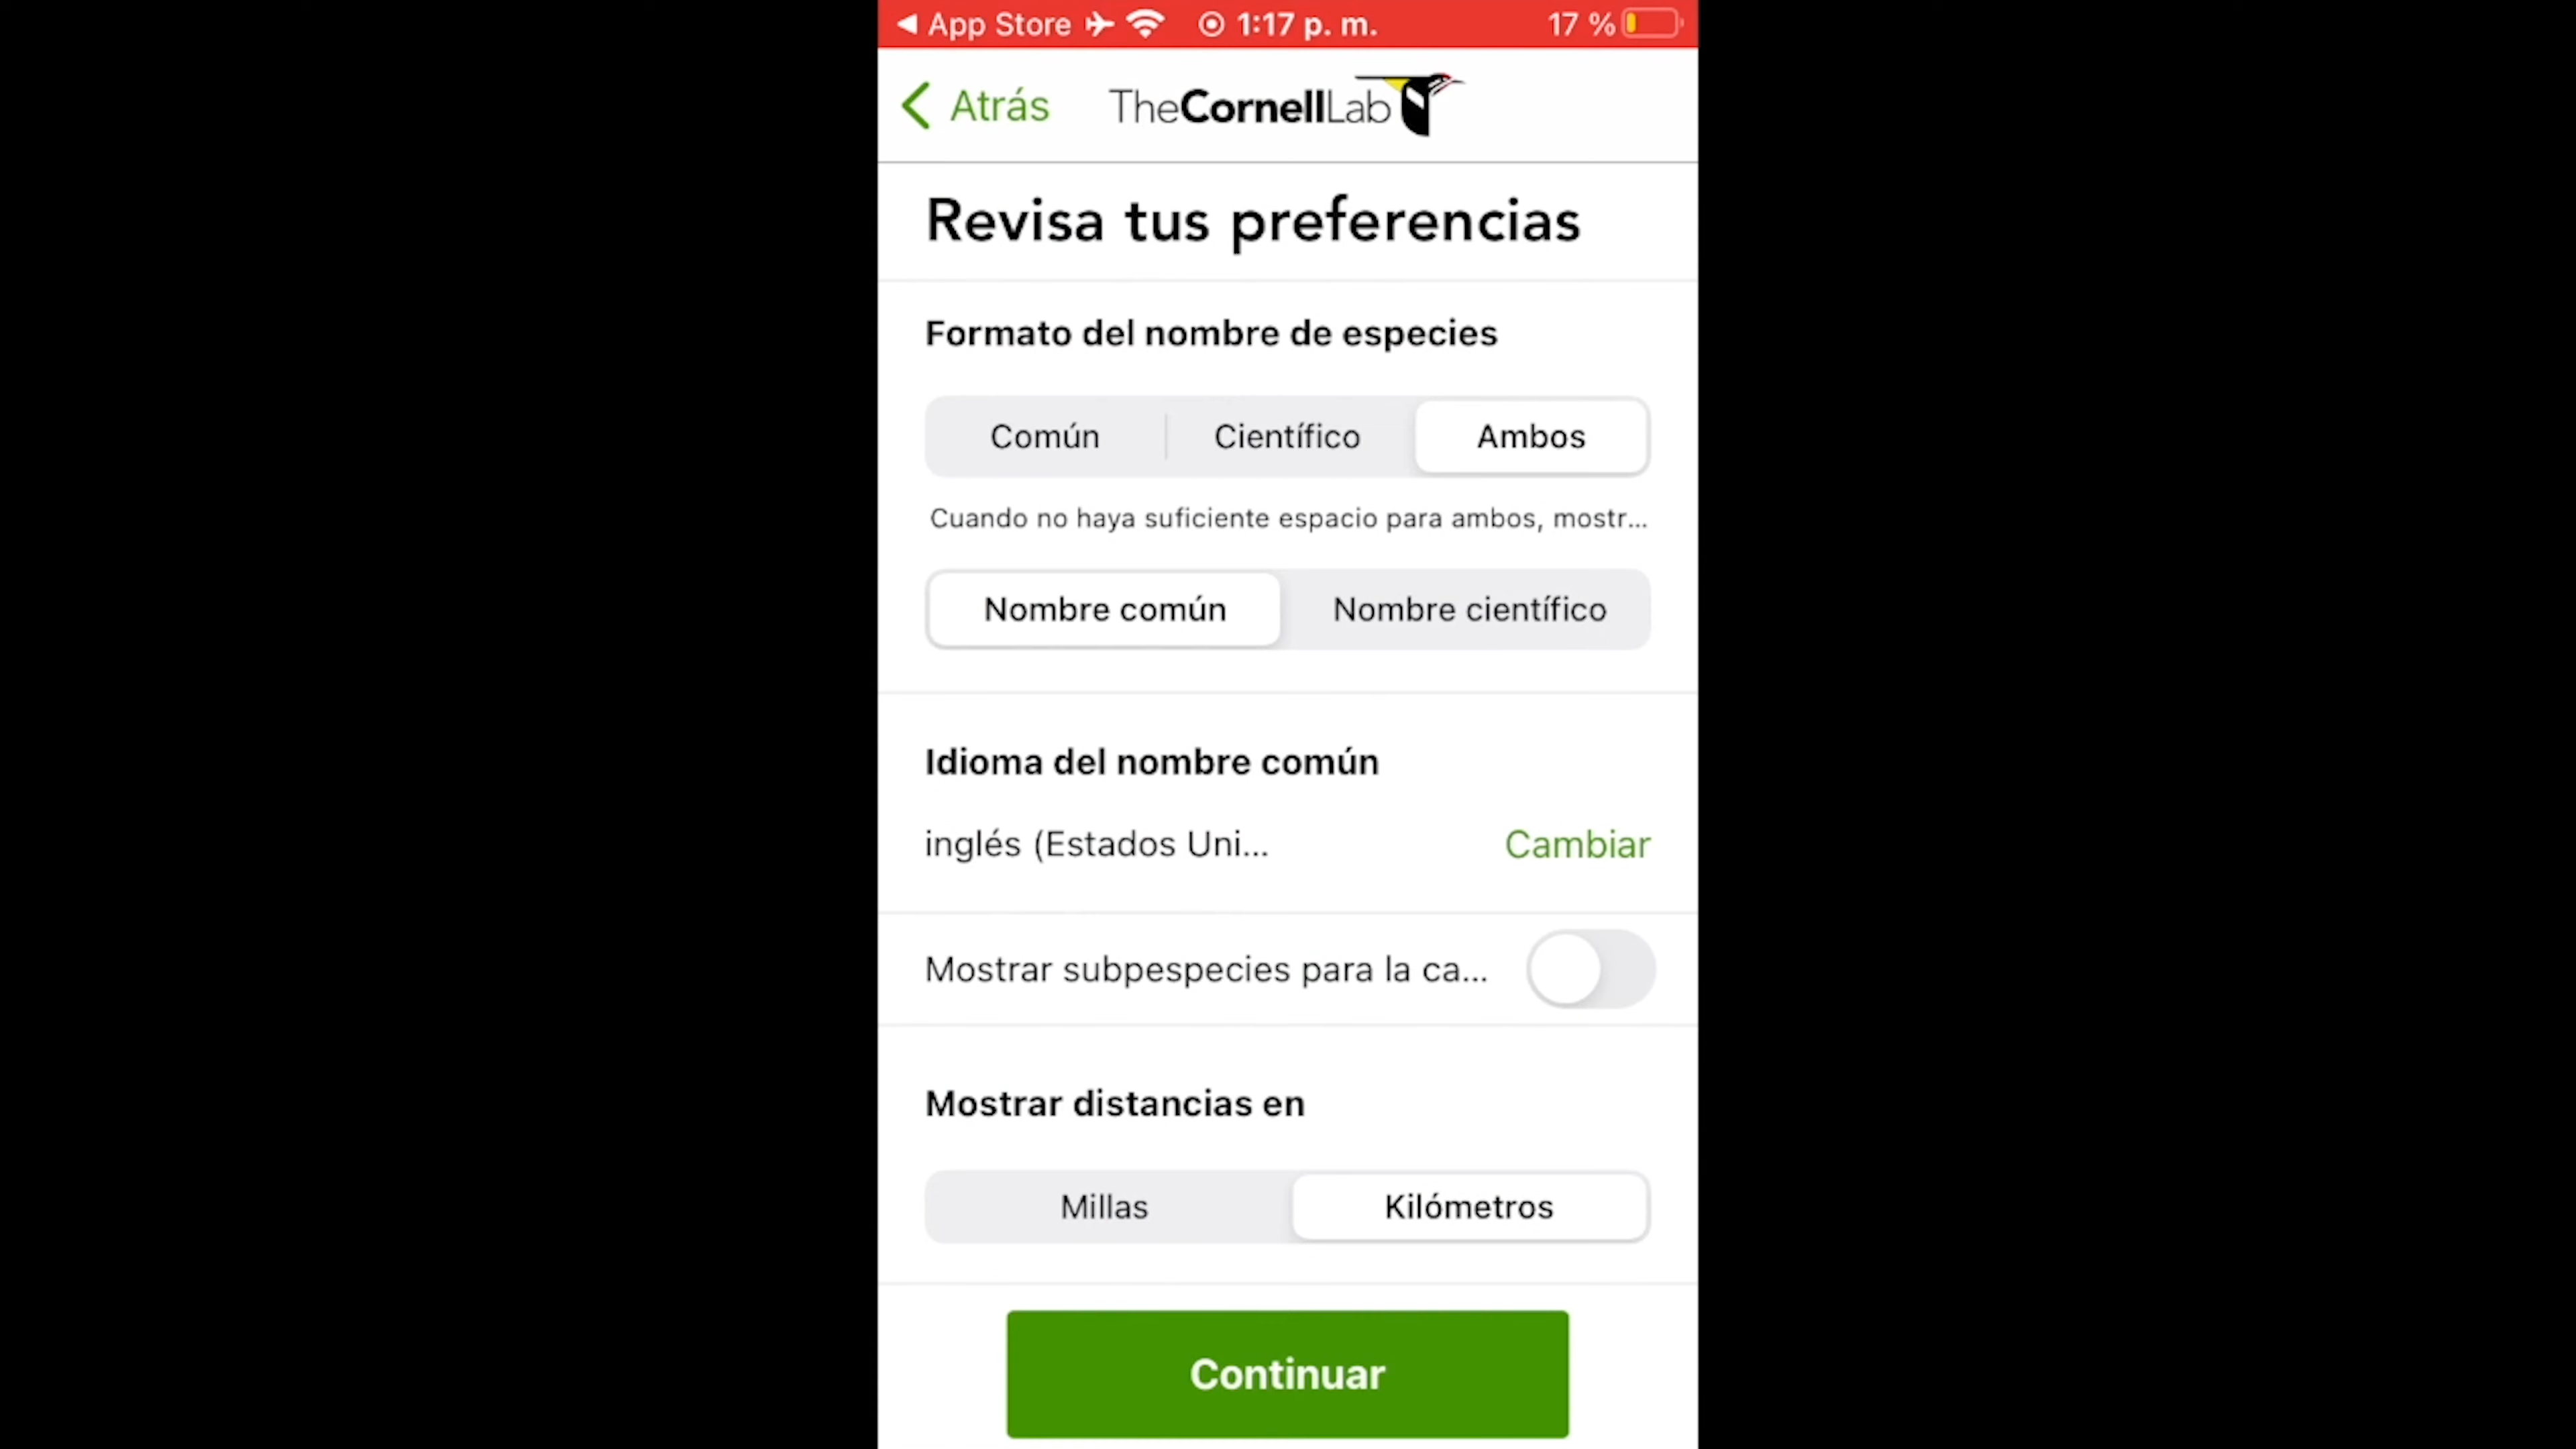 App Store 1:17 p. m. 17 %
Atrás TheCornellLab
Revisa tus preferencias
Formato del nombre de especies
Común Científico Ambos
Cuando no haya suficiente espacio para ambos, mostr...
Nombre común Nombre científico
Idioma del nombre común
inglés (Estados Uni... Cambiar
Mostrar subpespecies para la ca...
Mostrar distancias en
Millas Kilómetros
Continuar